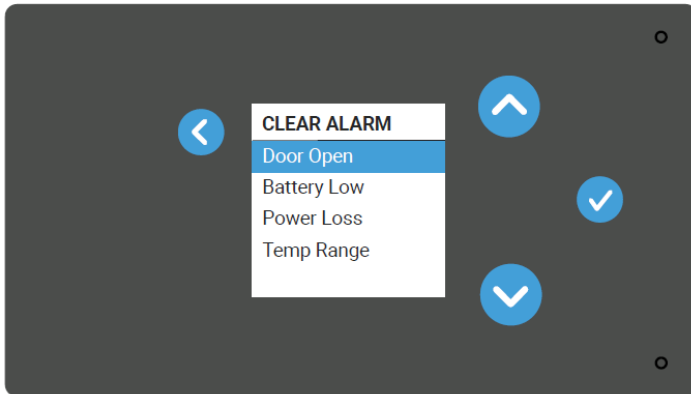 CLEAR ALARM
Door Open
Battery Low
Power Loss
Temp Range